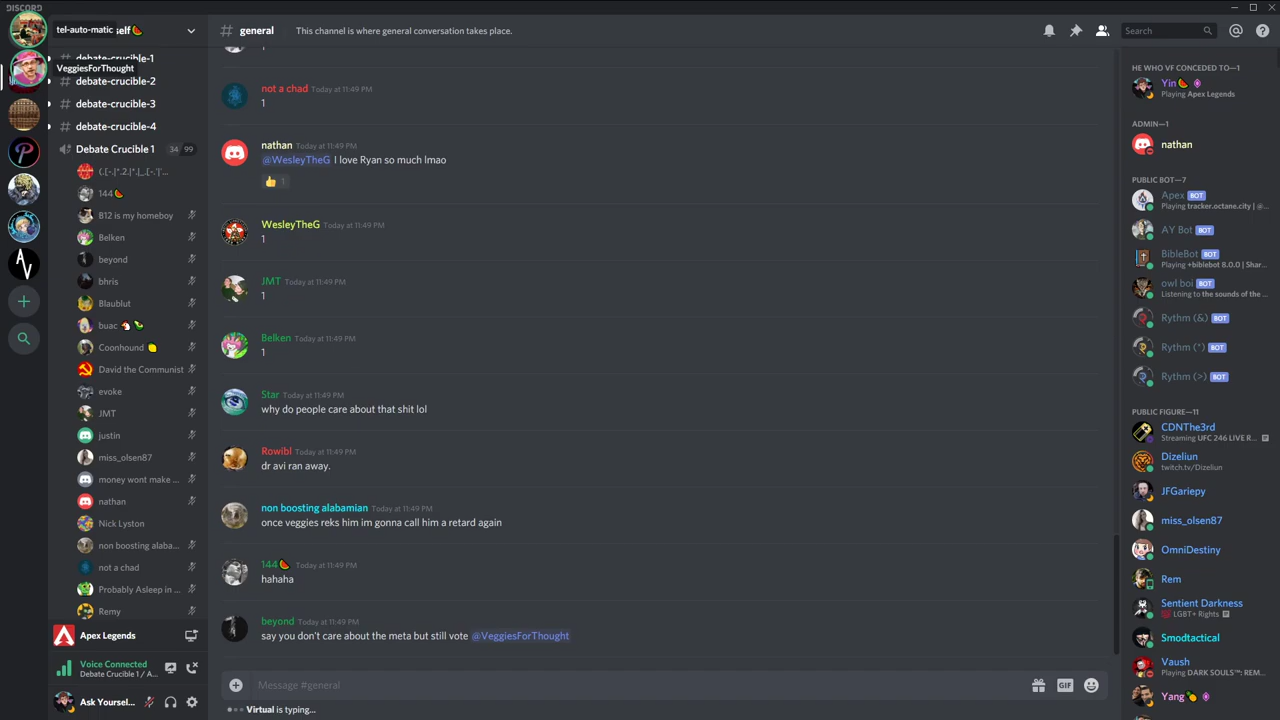 DISCORD
tel-auto-matic
self🍉
VeggiesForThought
debate-crucible-1
debate-crucible-2
debate-crucible-3
debate-crucible-4
Debate Crucible 1 34 99
(.[-.|*.2.|*.|_.[-.'|'...
144🍉
B12 is my homeboy
Belken
beyond
bhris
Blaublut
buac
Coonhound 🍋
David the Communist
evoke
JMT
justin
miss_olsen87
money wont make ...
nathan
Nick Lyston
non boosting alaba...
not a chad
Probably Asleep in ...
Remy
Apex Legends
Voice Connected
Debate Crucible 1 / A...
Ask Yoursel...
# general This channel is where general conversation takes place.
Search
1
not a chad Today at 11:49 PM
1
nathan Today at 11:49 PM
@WesleyTheG I love Ryan so much lmao
👍 1
WesleyTheG Today at 11:49 PM
1
JMT Today at 11:49 PM
1
Belken Today at 11:49 PM
1
Star Today at 11:49 PM
why do people care about that shit lol
Rowibl Today at 11:49 PM
dr avi ran away.
non boosting alabamian Today at 11:49 PM
once veggies reks him im gonna call him a retard again
144🍉 Today at 11:49 PM
hahaha
beyond Today at 11:49 PM
say you don't care about the meta but still vote @VeggiesForThought
Message #general
GIF
Virtual is typing...
HE WHO VF CONCEDED TO—1
Yin🍉
Playing Apex Legends
ADMIN—1
nathan
PUBLIC BOT—7
Apex BOT
Playing tracker.octane.city | @...
AY Bot BOT
BibleBot BOT
Playing +biblebot 8.0.0 | Shar...
owl boi BOT
Listening to the sounds of the ...
Rythm (&) BOT
Rythm (*) BOT
Rythm (>) BOT
PUBLIC FIGURE—11
CDNThe3rd
Streaming UFC 246 LIVE R...
Dizeliun
twitch.tv/Dizeliun
JFGariepy
miss_olsen87
OmniDestiny
Rem
Sentient Darkness
LGBT+ Rights
Smodtactical
Vaush
Playing DARK SOULS™: REM...
Yang🍍